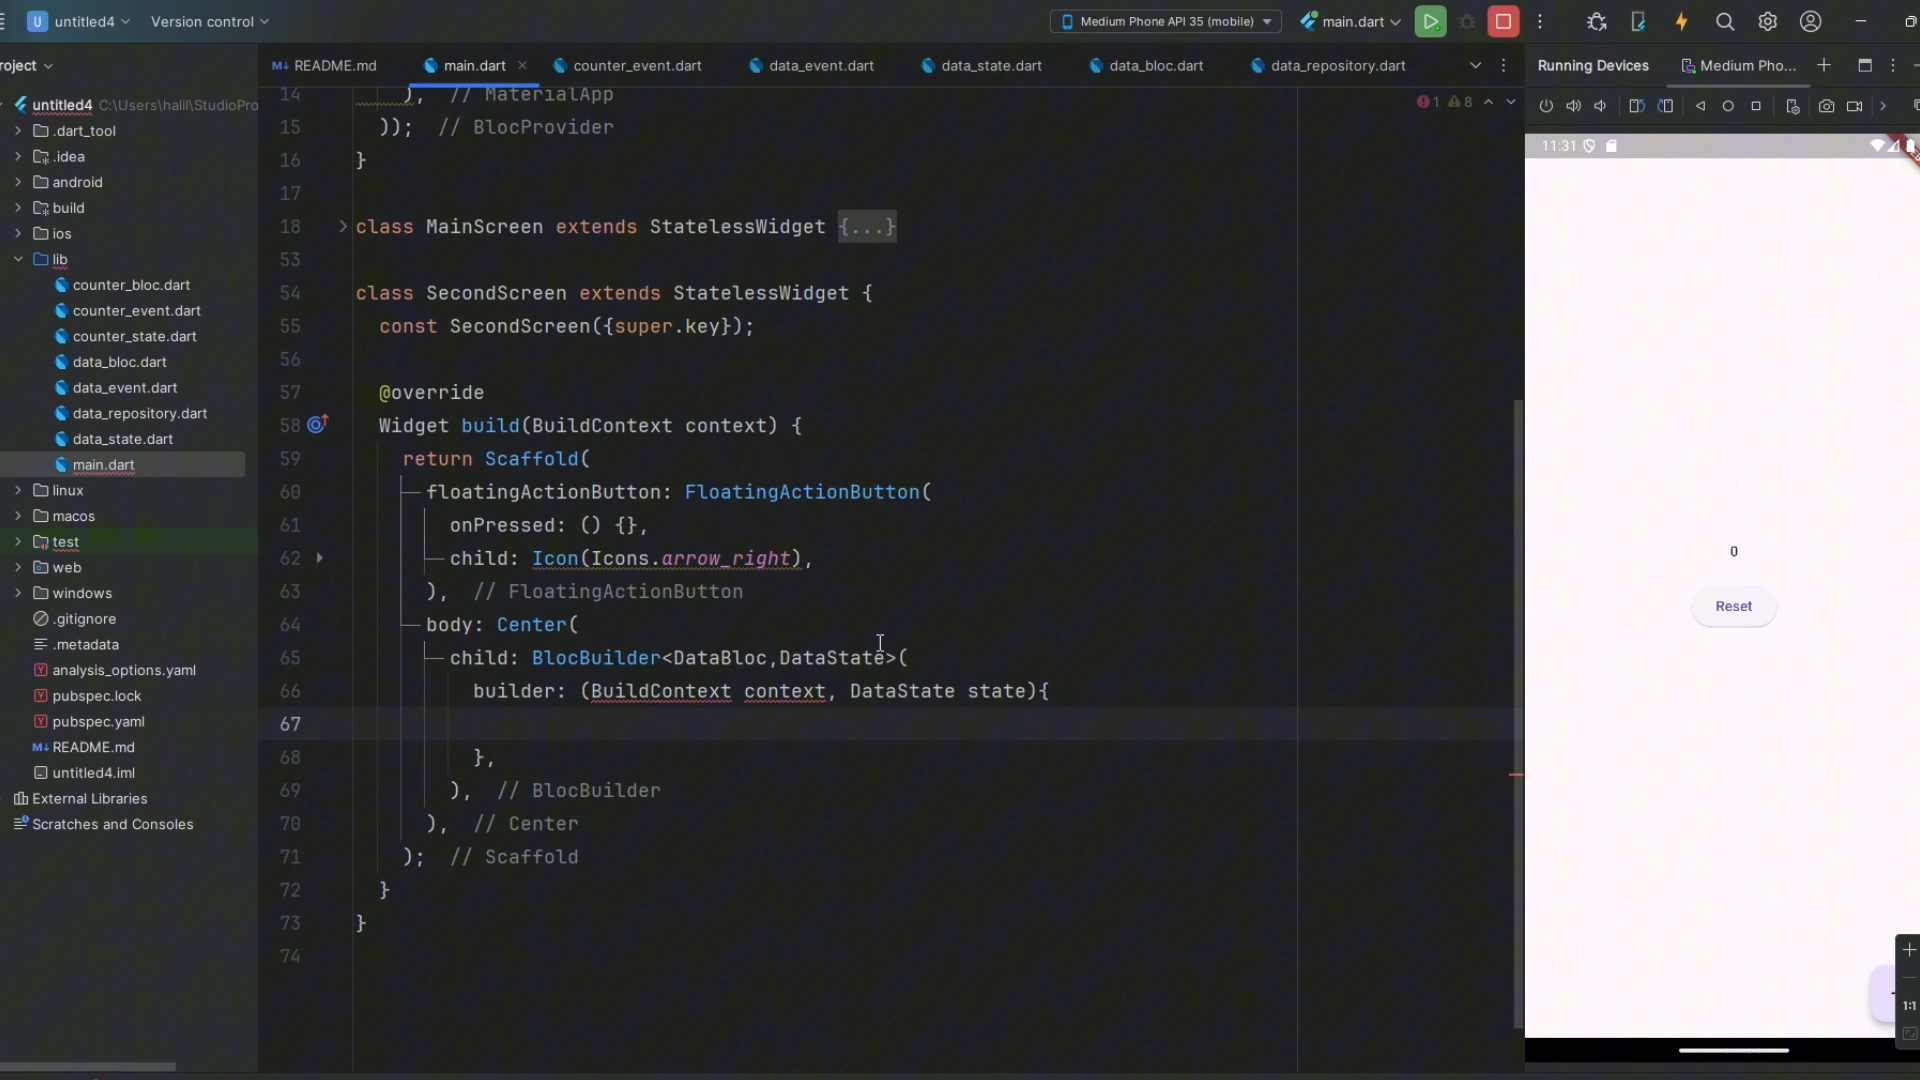 U untitled4 Version control Medium Phone API 35 (mobile) main.dart
roject
README.md main.dart counter_event.dart data_event.dart data_state.dart data_bloc.dart data_repository.dart
Running Devices Medium Pho...
untitled4 C:\Users\halil\StudioPro
.dart_tool
.idea
android
build
ios
lib
counter_bloc.dart
counter_event.dart
counter_state.dart
data_bloc.dart
data_event.dart
data_repository.dart
data_state.dart
main.dart
linux
macos
test
web
windows
.gitignore
.metadata
analysis_options.yaml
pubspec.lock
pubspec.yaml
README.md
untitled4.iml
External Libraries
Scratches and Consoles
1 8
14 ), // MaterialApp
15 )); // BlocProvider
16 }
17
18 class MainScreen extends StatelessWidget {...}
53
54 class SecondScreen extends StatelessWidget {
55 const SecondScreen({super.key});
56
57 @override
58 Widget build(BuildContext context) {
59 return Scaffold(
60 floatingActionButton: FloatingActionButton(
61 onPressed: () {},
62 child: Icon(Icons.arrow_right),
63 ), // FloatingActionButton
64 body: Center(
65 child: BlocBuilder<DataBloc,DataState>(
66 builder: (BuildContext context, DataState state){
67
68 },
69 ), // BlocBuilder
70 ), // Center
71 ); // Scaffold
72 }
73 }
74
11:31
0
Reset
1:1